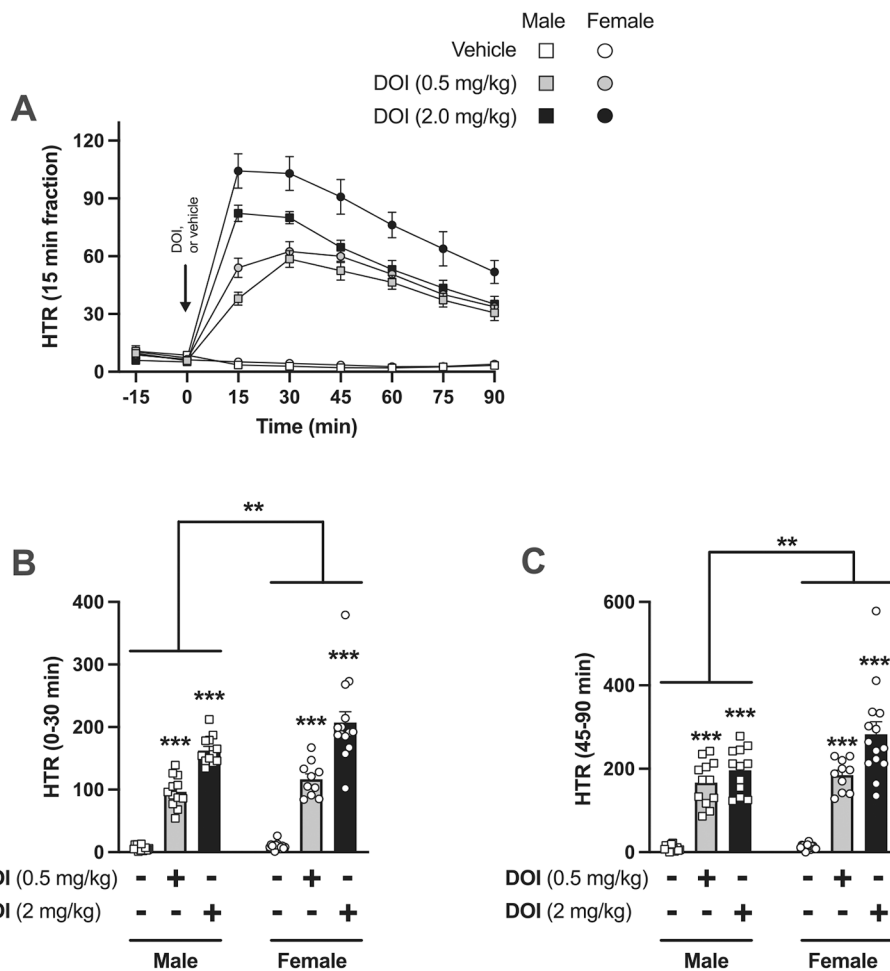 Male Female
Vehicle
DOI (0.5 mg/kg)
DOI (2.0 mg/kg)
A
HTR (15 min fraction)
120
90
60
30
0
DOI,
or vehicle
-15 0 15 30 45 60 75 90
Time (min)
B
**
HTR (0-30 min)
400
300
200
100
0
*** *** *** ***
OI (0.5 mg/kg) - + - - + -
OI (2 mg/kg) - - + - - +
Male Female
C
**
HTR (45-90 min)
600
400
200
0
*** *** *** ***
DOI (0.5 mg/kg) - + - - + -
DOI (2 mg/kg) - - + - - +
Male Female